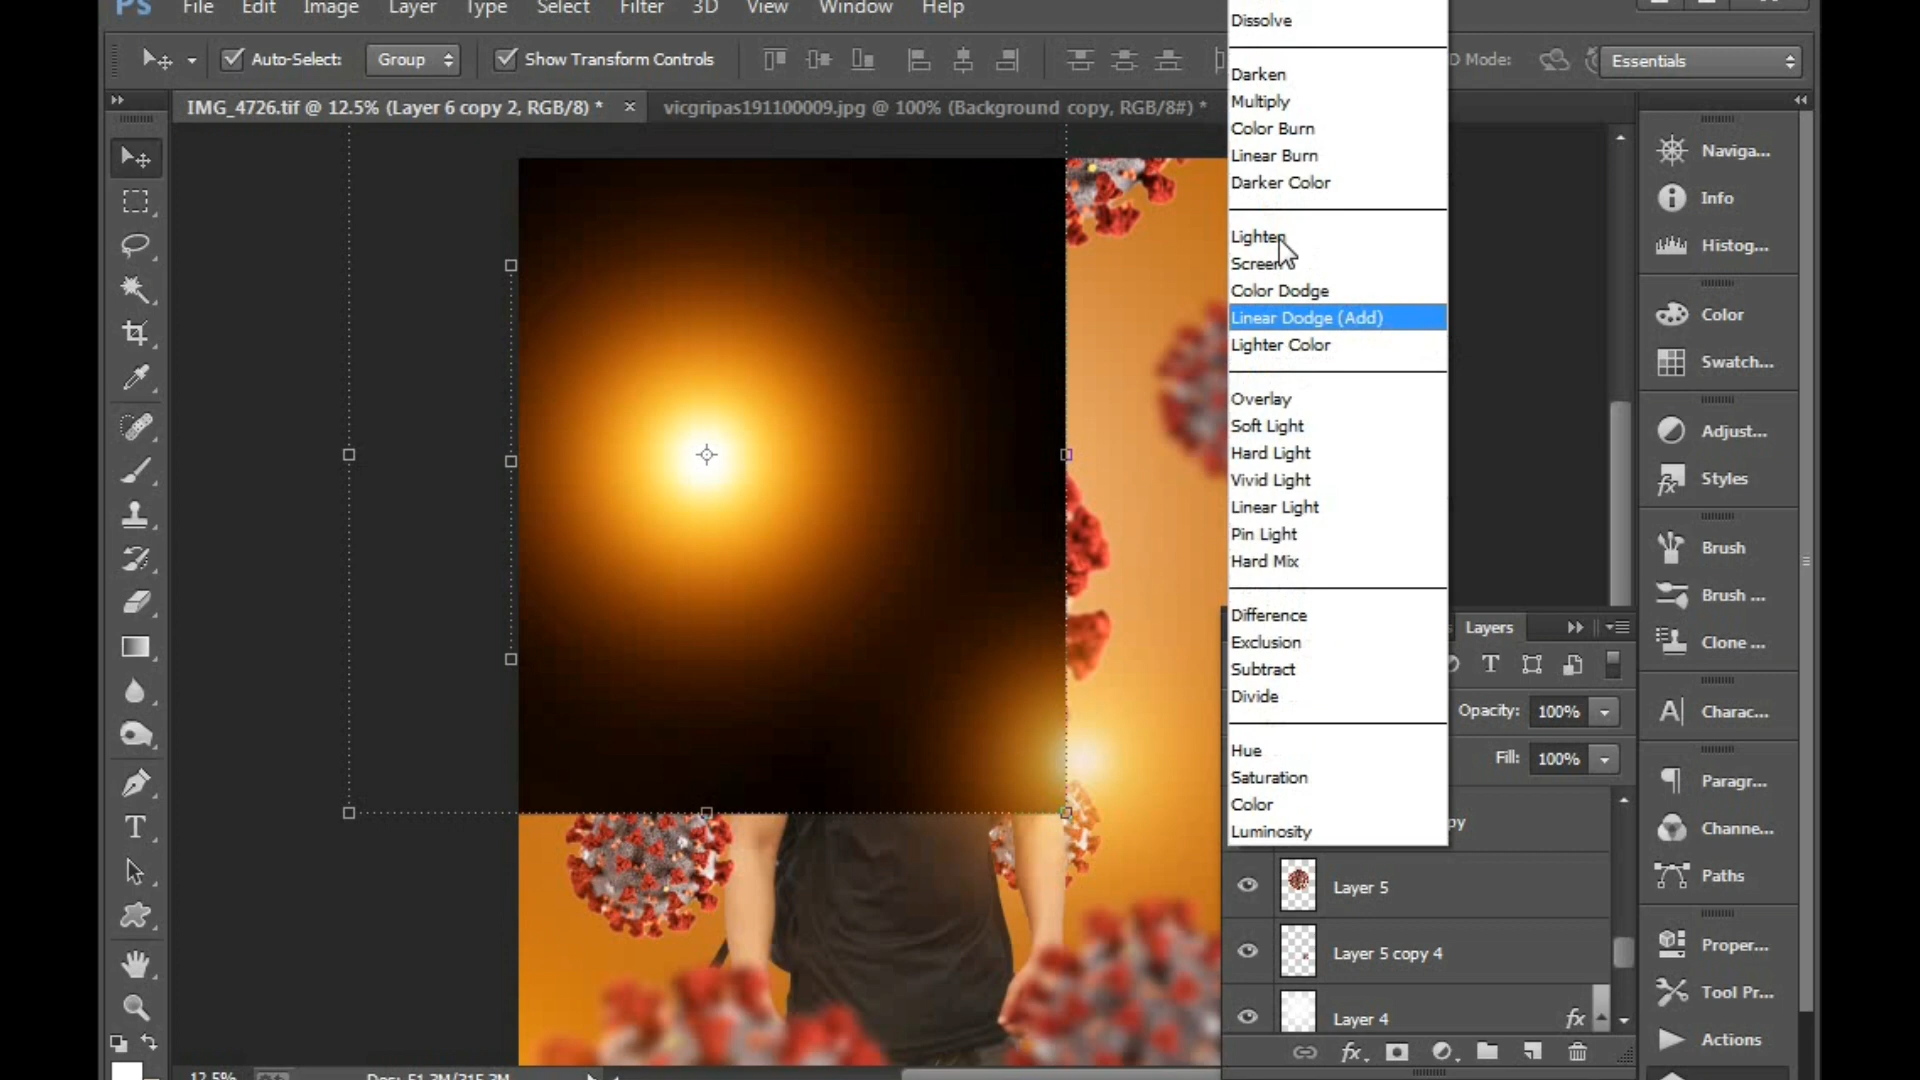 Ps File Edit Image Layer Type Select Filter 3D View Window Help
Auto-Select: Group Show Transform Controls D Mode: Essentials
IMG_4726.tif @ 12.5% (Layer 6 copy 2, RGB/8) * × vicgripas191100009.jpg @ 100% (Background copy, RGB/8#) *
Dissolve
Darken
Multiply
Color Burn
Linear Burn
Darker Color
Lighten
Screen
Color Dodge
Linear Dodge (Add)
Lighter Color
Overlay
Soft Light
Hard Light
Vivid Light
Linear Light
Pin Light
Hard Mix
Difference
Exclusion
Subtract
Divide
Hue
Saturation
Color
Luminosity
Layers
Opacity: 100%
Fill: 100%
py
Layer 5
Layer 5 copy 4
Layer 4 fx
Naviga...
Info
Histog...
Color
Swatch...
Adjust...
Styles
Brush
Brush ...
Clone ...
Charac...
Paragr...
Channe...
Paths
Proper...
Tool Pr...
Actions
12.5%
Doc: 51.3M/315.3M